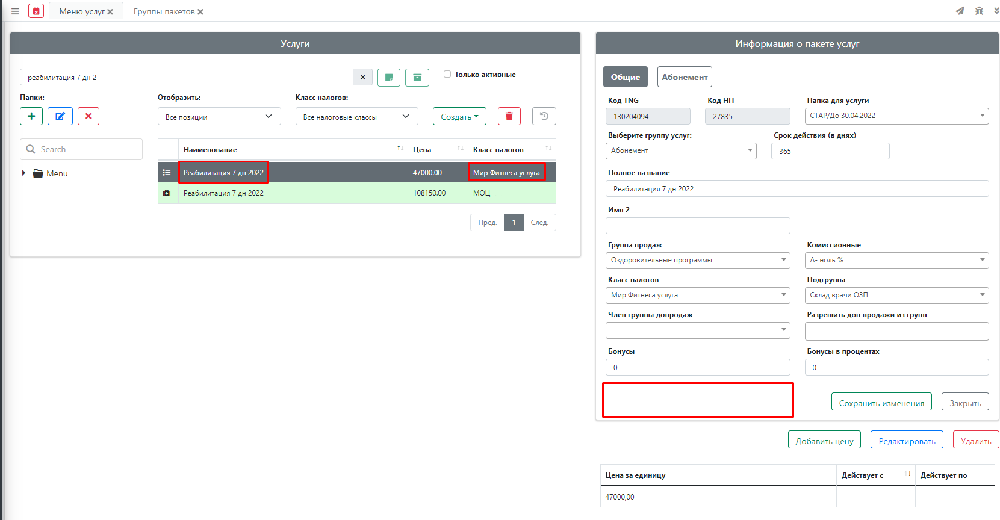 Меню услуг
Группы пакетов
Услуги
реабилитация 7 дн 2
Только активные
Папки:
Отобразить:
Класс налогов:
Все позиции
Все налоговые классы
Создать
Search
Menu
Наименование
Цена
Класс налогов
Реабилитация 7 дн 2022
47000.00
Мир Фитнеса услуга
Реабилитация 7 дн 2022
108150.00
МОЦ
Пред.
1
След.
Информация о пакете услуг
Общие
Абонемент
Код TNG
Код HIT
Папка для услуги
130204094
27835
СТАР/До 30.04.2022
Выберите группу услуг:
Срок действия (в днях)
Абонемент
365
Полное название
Реабилитация 7 дн 2022
Имя 2
Группа продаж
Комиссионные
Оздоровительные программы
А- ноль %
Класс налогов
Подгруппа
Мир Фитнеса услуга
Склад врачи ОЗП
Член группы допродаж
Разрешить доп продажи из групп
Бонусы
Бонусы в процентах
0
0
Сохранить изменения
Закрыть
Добавить цену
Редактировать
Удалить
Цена за единицу
Действует с
Действует по
47000,00